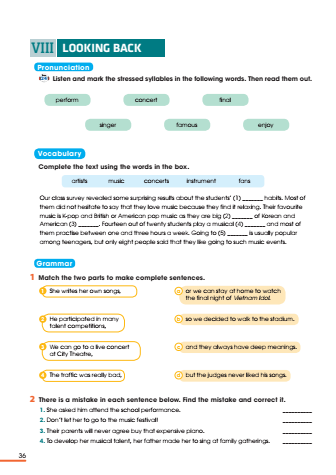 VIII LOOKING BACK
Pronunciation
Listen and mark the stressed syllables in the following words. Then read them out.
perform concert final
singer famous enjoy
Vocabulary
Complete the text using the words in the box.
artists music concerts instrument fans
Our class survey revealed some surprising results about the students' (1) _______ habits. Most of
them did not hesitate to say that they love music because they find it relaxing. Their favourite
music is K-pop and British or American pop music as they are big (2) _______ of Korean and
American (3) _______. Fourteen out of twenty students play a musical (4) _______ and most of
them practise between one and three hours a week. Going to (5) _______ is usually popular
among teenagers, but only eight people said that they like going to such music events.
Grammar
1 Match the two parts to make complete sentences.
1 She writes her own songs,
a or we can stay at home to watch
the final night of Vietnam Idol.
2 He participated in many
talent competitions,
b so we decided to walk to the stadium.
3 We can go to a live concert
at City Theatre,
c and they always have deep meanings.
4 The traffic was really bad,
d but the judges never liked his songs.
2 There is a mistake in each sentence below. Find the mistake and correct it.
1. She asked him attend the school performance. __________
2. Don't let her to go to the music festival! __________
3. Their parents will never agree buy that expensive piano. __________
4. To develop her musical talent, her father made her to sing at family gatherings. __________
36